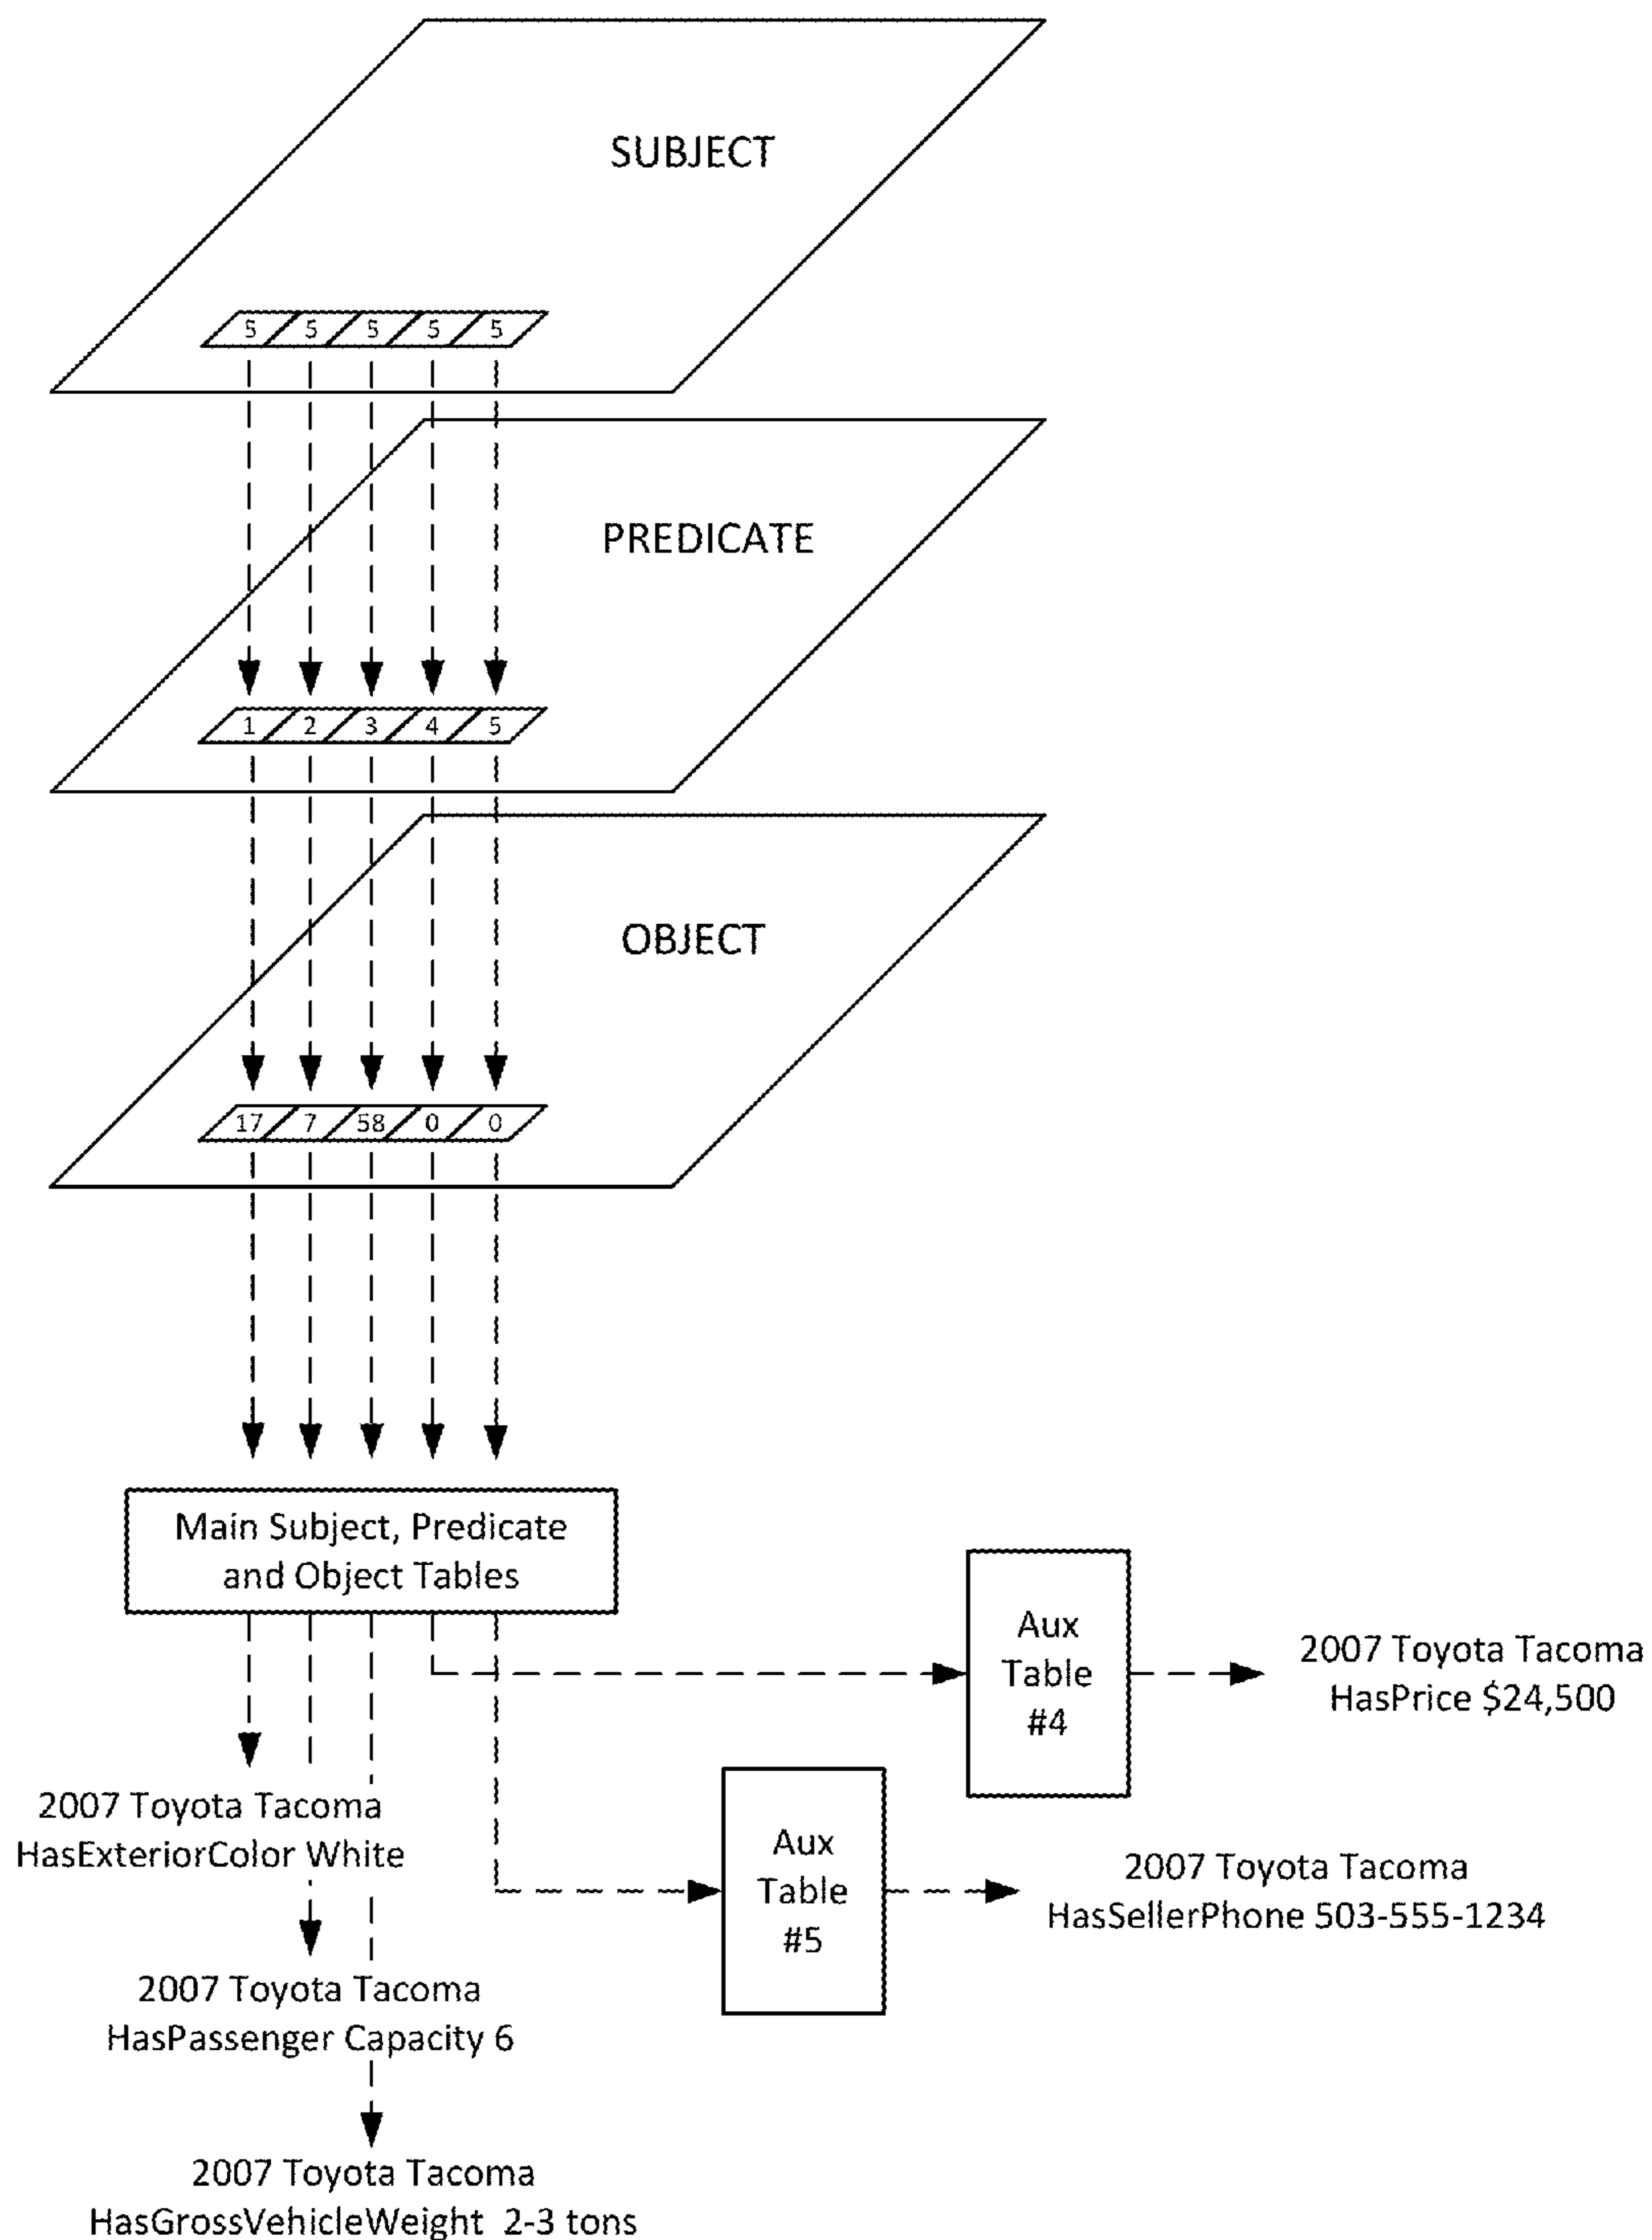 SUBJECT
5 5 5 5 5
PREDICATE
1 2 3 4 5
OBJECT
17 7 58 0 0
Main Subject, Predicate
and Object Tables
Aux
Table
#4
2007 Toyota Tacoma
HasPrice $24,500
2007 Toyota Tacoma
HasExteriorColor White
Aux
Table
#5
2007 Toyota Tacoma
HasSellerPhone 503-555-1234
2007 Toyota Tacoma
HasPassenger Capacity 6
2007 Toyota Tacoma
HasGrossVehicleWeight 2-3 tons